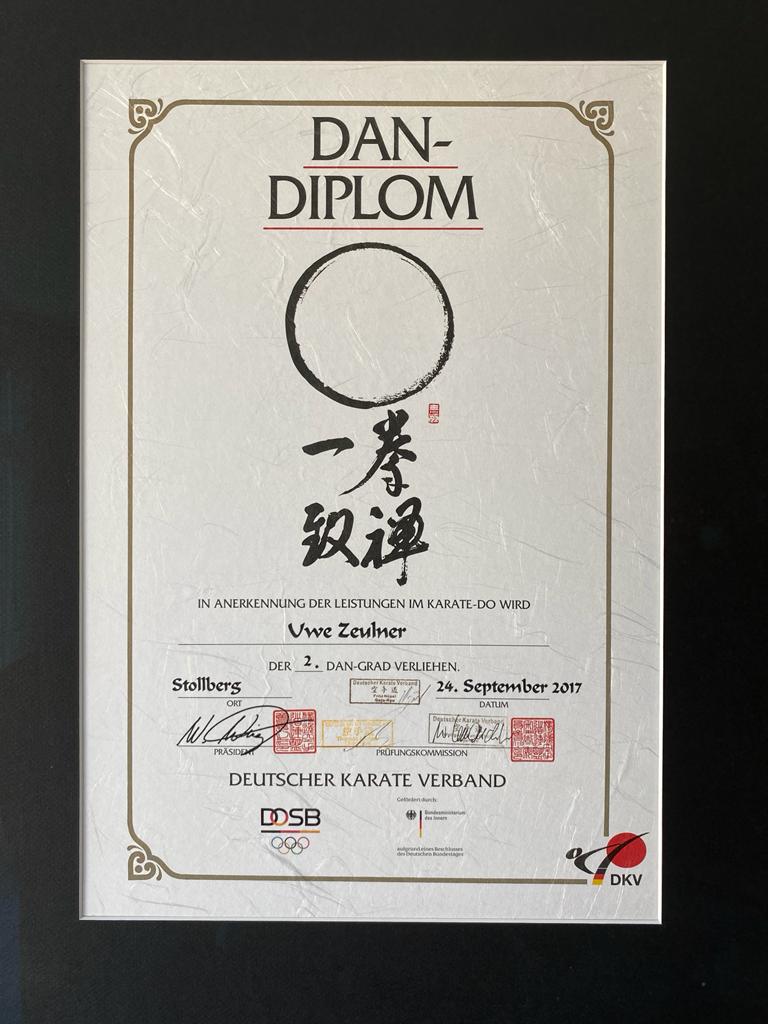 DAN-
DIPLOM
一拳
致禅
IN ANERKENNUNG DER LEISTUNGEN IM KARATE-DO WIRD
Uwe Zeulner
DER 2. DAN-GRAD VERLIEHEN.
Stollberg
ORT
Deutscher Karate Verband
空手道
24. September 2017
DATUM
PRÄSIDENT
Deutscher Karate Verband
PRÜFUNGSKOMMISSION
DEUTSCHER KARATE VERBAND
DOSB
Gefördert durch:
Bundesministerium
des Innern
aufgrund eines Beschlusses
des Deutschen Bundestages
DKV